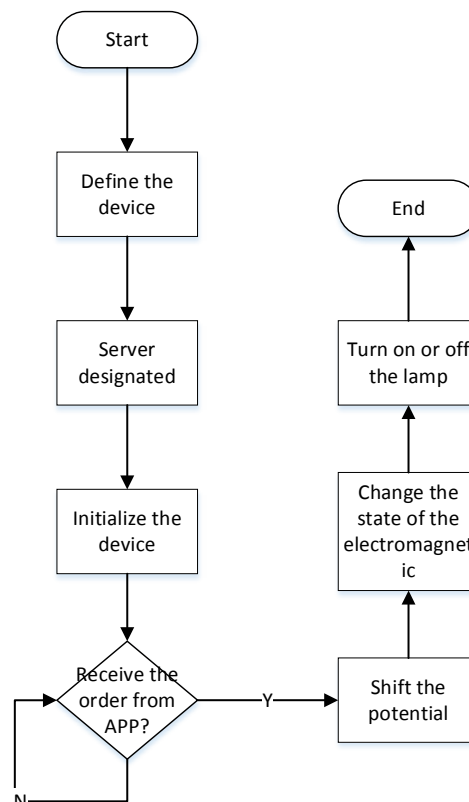 Start
Define the
device
Server
designated
Initialize the
device
Receive the
order from
APP?
N
Y
Shift the
potential
Change the
state of the
electromagnet
ic
Turn on or off
the lamp
End